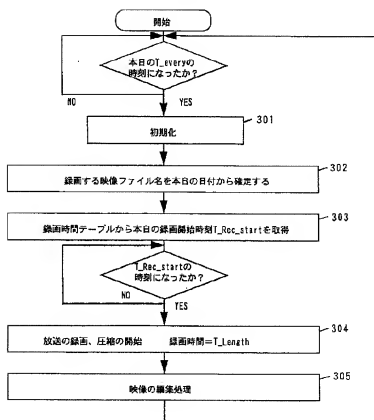 開始
本日のT_everyの
時刻になったか?
NO
YES
301
初期化
302
録画する映像ファイル名を本日の日付から確定する
303
録画時間テーブルから本日の録画開始時刻T_Rec_startを取得
T_Rec_startの
時刻になったか?
NO
YES
304
放送の録画、圧縮の開始 録画時間=T_Length
305
映像の編集処理